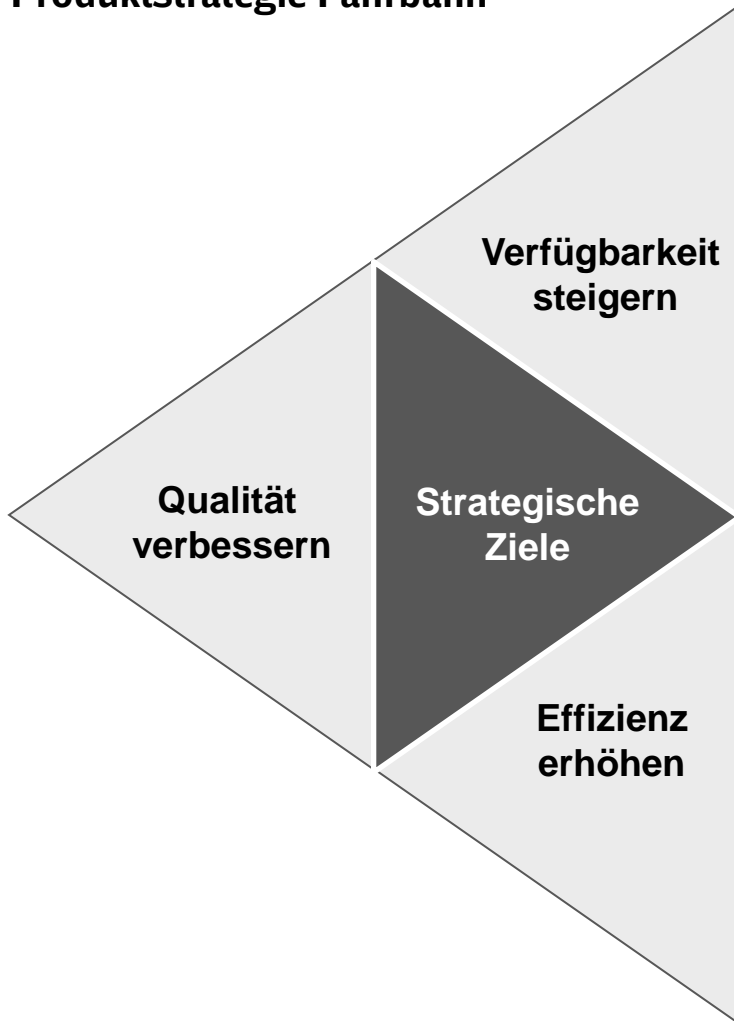 Produktstrategie Fahrbahn
Verfügbarkeit
steigern
Qualität
verbessern
Strategische
Ziele
Effizienz
erhöhen